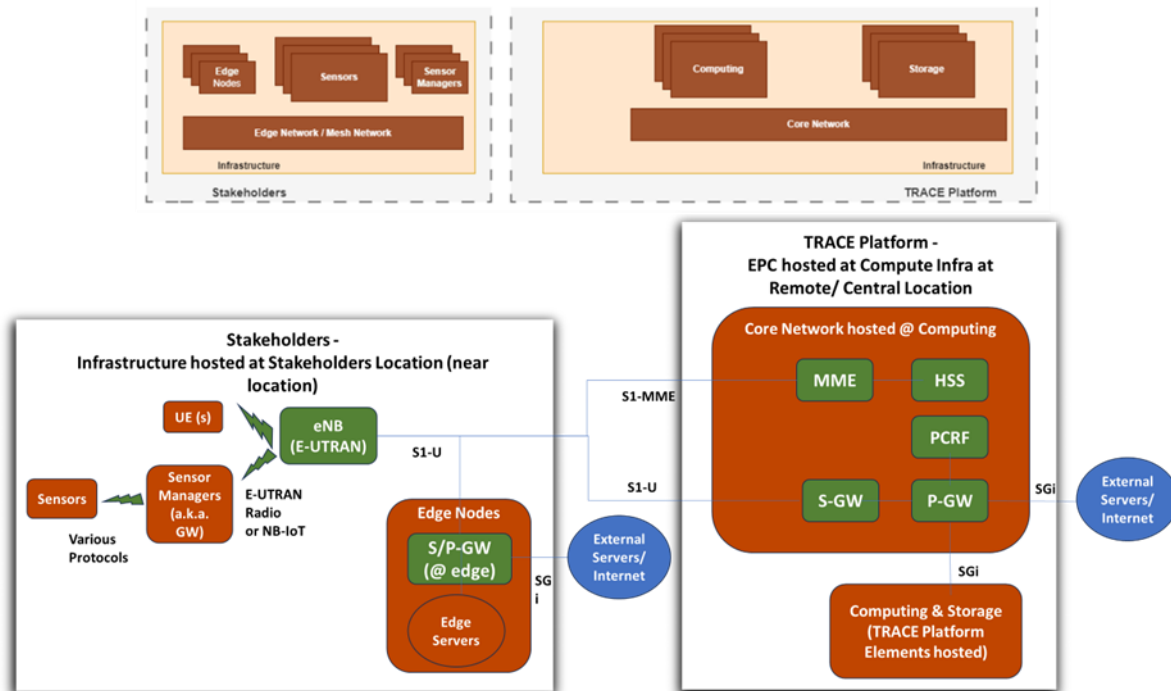 Edge
Nodes
Sensors
Sensor
Managers
Edge Network / Mesh Network
Infrastructure
Stakeholders
Computing
Storage
Core Network
Infrastructure
TRACE Platform
Stakeholders -
Infrastructure hosted at Stakeholders Location (near
location)
UE (s)
eNB
(E-UTRAN)
Sensors
Sensor
Managers
(a.k.a.
GW)
Various
Protocols
E-UTRAN
Radio
or NB-IoT
S1-U
Edge Nodes
S/P-GW
(@ edge)
Edge
Servers
SG
i
External
Servers/
Internet
S1-MME
S1-U
TRACE Platform -
EPC hosted at Compute Infra at
Remote/ Central Location
Core Network hosted @ Computing
MME
HSS
PCRF
S-GW
P-GW
SGi
External
Servers/
Internet
SGi
Computing & Storage
(TRACE Platform
Elements hosted)